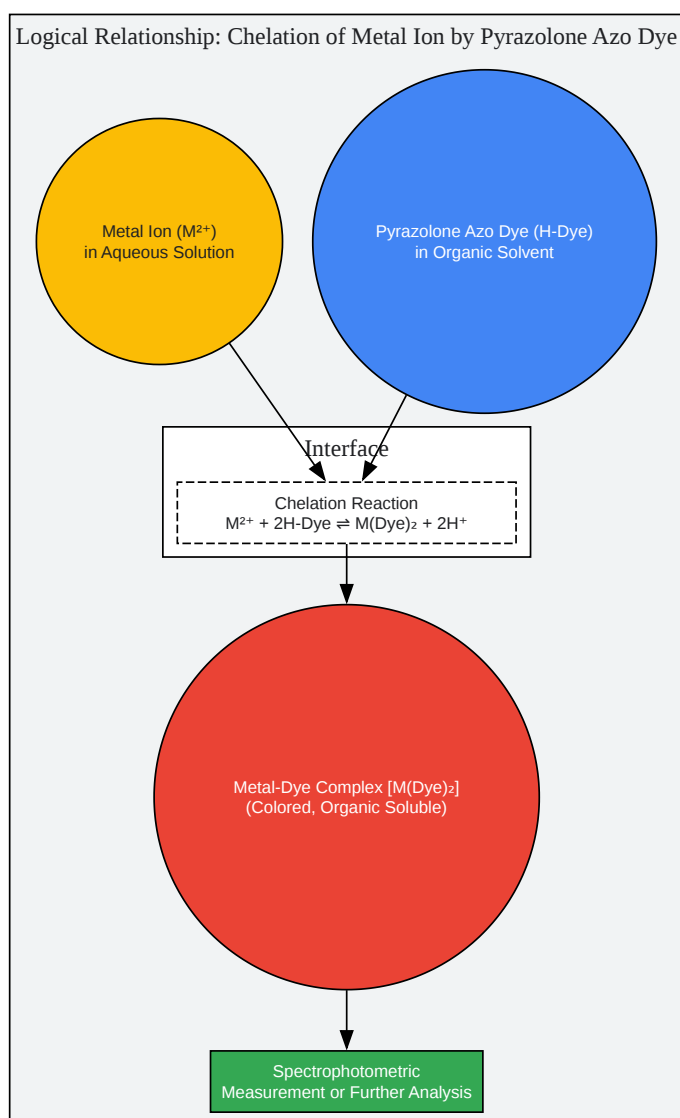 Logical Relationship: Chelation of Metal Ion by Pyrazolone Azo Dye
Metal Ion (M²⁺)
in Aqueous Solution
Pyrazolone Azo Dye (H-Dye)
in Organic Solvent
Interface
Chelation Reaction
M²⁺ + 2H-Dye ⇌ M(Dye)₂ + 2H⁺
Metal-Dye Complex [M(Dye)₂]
(Colored, Organic Soluble)
Spectrophotometric
Measurement or Further Analysis